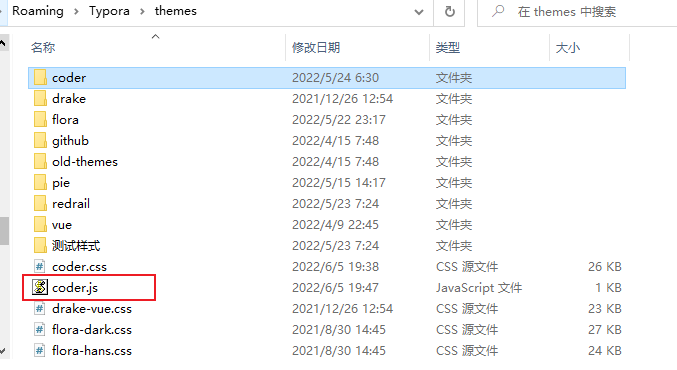 Roaming > Typora > themes
在 themes 中搜索
名称 修改日期 类型 大小
coder 2022/5/24 6:30 文件夹
drake 2021/12/26 12:54 文件夹
flora 2022/5/22 23:17 文件夹
github 2022/4/15 7:48 文件夹
old-themes 2022/4/15 7:48 文件夹
pie 2022/5/15 14:17 文件夹
redrail 2022/5/23 7:24 文件夹
vue 2022/4/9 22:45 文件夹
测试样式 2022/5/23 7:24 文件夹
coder.css 2022/6/5 19:38 CSS 源文件 26 KB
coder.js 2022/6/5 19:47 JavaScript 文件 1 KB
drake-vue.css 2021/12/26 12:54 CSS 源文件 23 KB
flora-dark.css 2021/8/30 14:45 CSS 源文件 27 KB
flora-hans.css 2021/8/30 14:45 CSS 源文件 24 KB